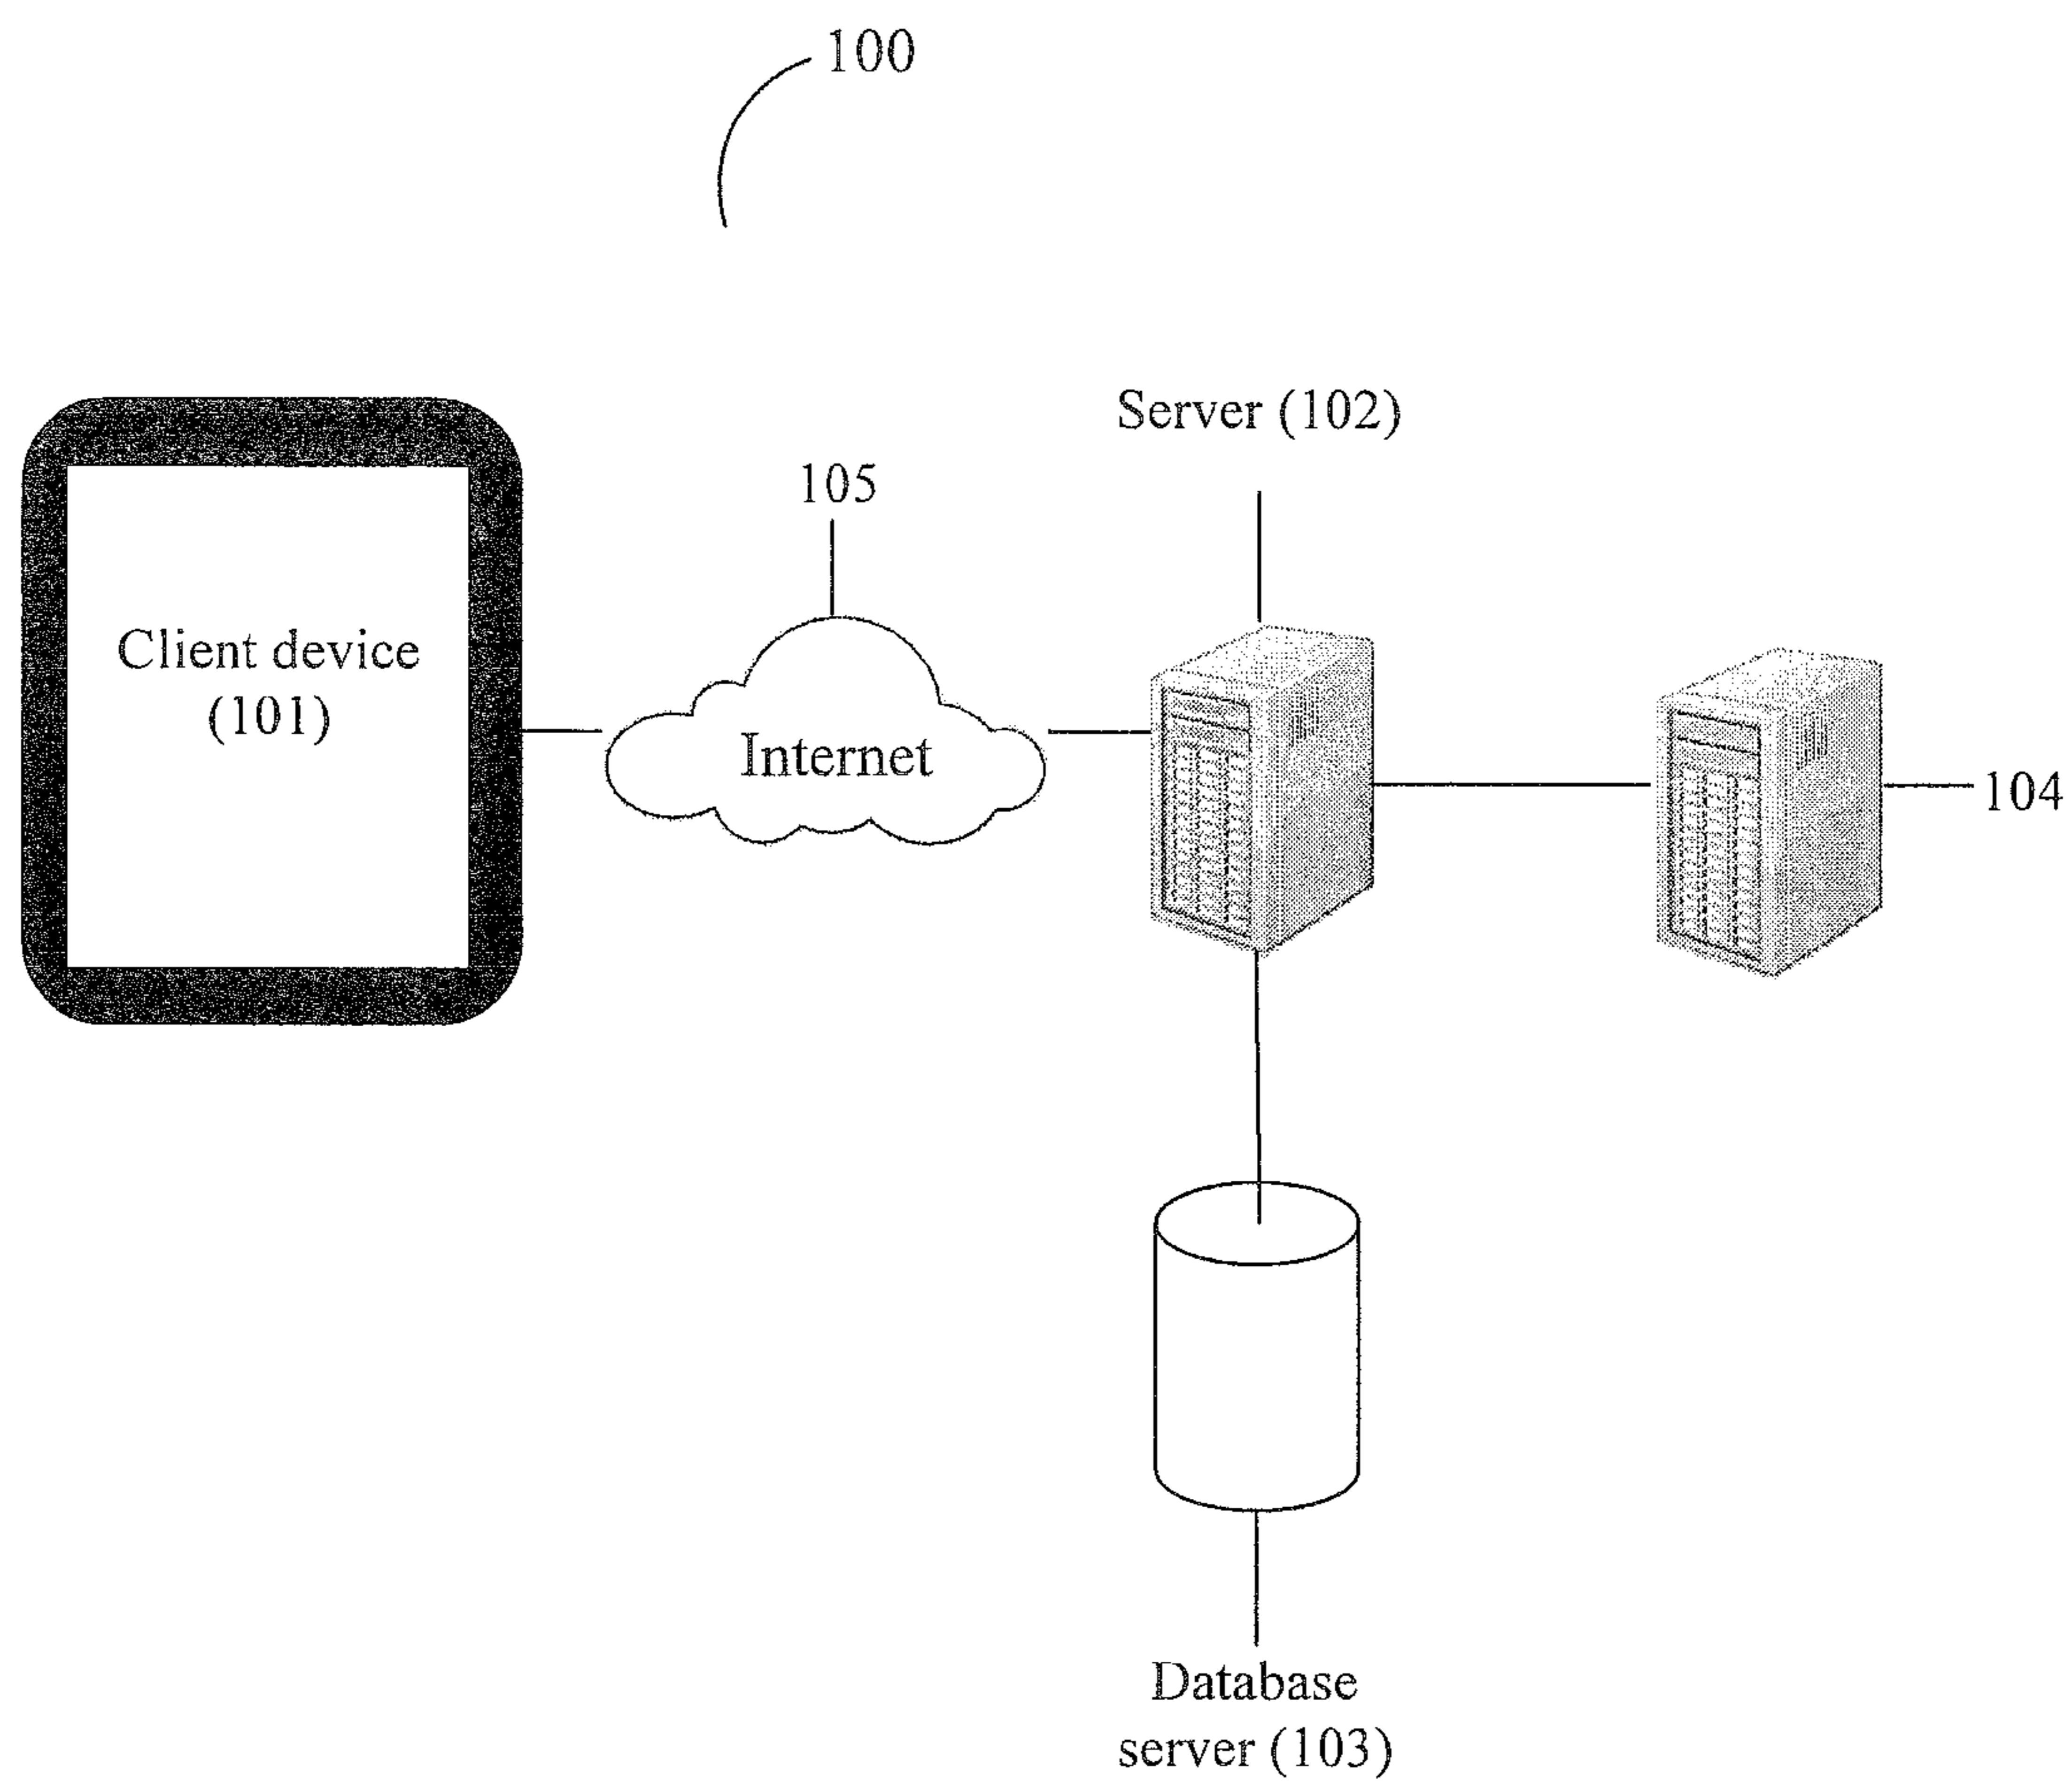 100
Server (102)
105
Client device
(101)
Internet
104
Database
server (103)